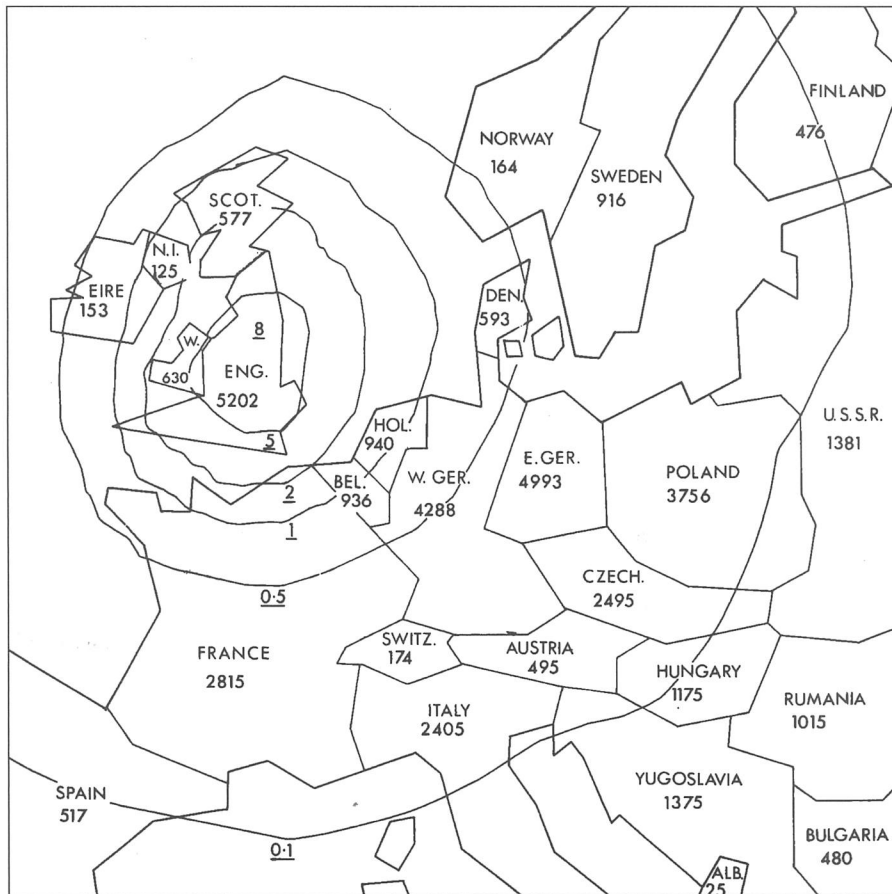 FINLAND
476
NORWAY
164
SWEDEN
916
SCOT.
577
N.I.
125
EIRE
153
DEN.
593
8
W.
630
ENG.
5202
5
HOL.
940
BEL.
936
W. GER.
4288
E. GER.
4993
POLAND
3756
U.S.S.R.
1381
2
1
0·5
CZECH.
2495
FRANCE
2815
SWITZ.
174
AUSTRIA
495
HUNGARY
1175
RUMANIA
1015
ITALY
2405
SPAIN
517
YUGOSLAVIA
1375
BULGARIA
480
0·1
ALB.
25